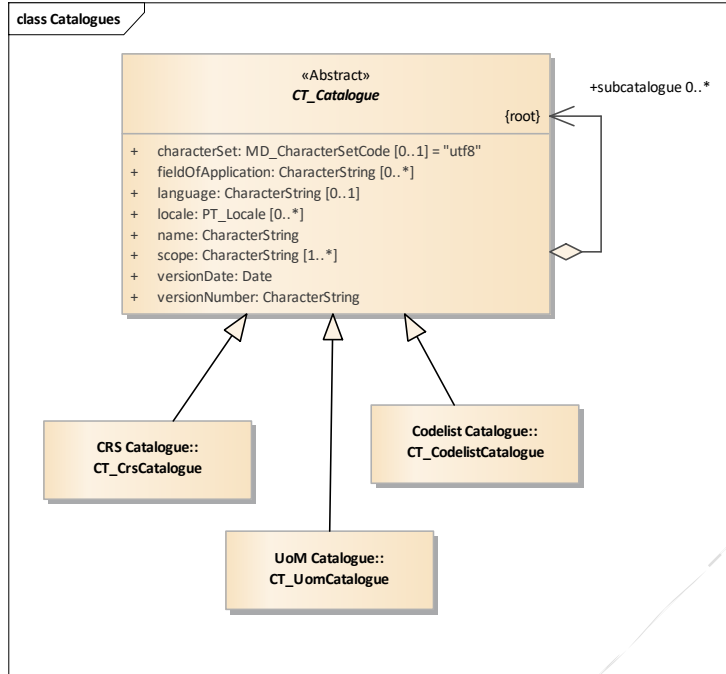 class Catalogues
«Abstract»
CT_Catalogue
{root}
+subcatalogue 0..*
+ characterSet: MD_CharacterSetCode [0..1] = "utf8"
+ fieldOfApplication: CharacterString [0..*]
+ language: CharacterString [0..1]
+ locale: PT_Locale [0..*]
+ name: CharacterString
+ scope: CharacterString [1..*]
+ versionDate: Date
+ versionNumber: CharacterString
CRS Catalogue::
CT_CrsCatalogue
Codelist Catalogue::
CT_CodelistCatalogue
UoM Catalogue::
CT_UomCatalogue